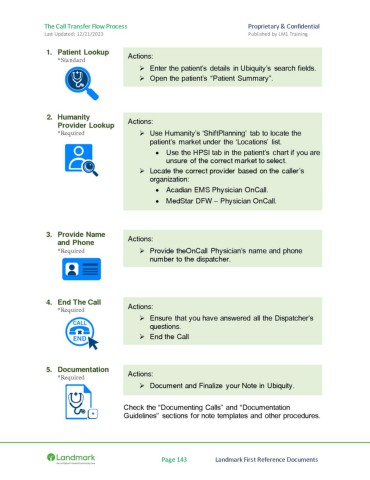 The Call Transfer Flow Process Proprietary & Confidential
Last Updated: 12/21/2023 Published by LMS Training
1. Patient Lookup
*Standard
Actions:
➢ Enter the patient's details in Ubiquity's search fields.
➢ Open the patient's "Patient Summary".
2. Humanity
Provider Lookup
*Required
Actions:
➢ Use Humanity's 'ShiftPlanning' tab to locate the
patient's market under the 'Locations' list.
• Use the HPSI tab in the patient's chart if you are
unsure of the correct market to select.
➢ Locate the correct provider based on the caller's
organization:
• Acadian EMS Physician OnCall.
• MedStar DFW – Physician OnCall.
3. Provide Name
and Phone
*Required
Actions:
➢ Provide theOnCall Physician's name and phone
number to the dispatcher.
4. End The Call
*Required
CALL
END
Actions:
➢ Ensure that you have answered all the Dispatcher's
questions.
➢ End the Call
5. Documentation
*Required
Actions:
➢ Document and Finalize your Note in Ubiquity.
Check the "Documenting Calls" and "Documentation
Guidelines" sections for note templates and other procedures.
Landmark
Page 143 Landmark First Reference Documents